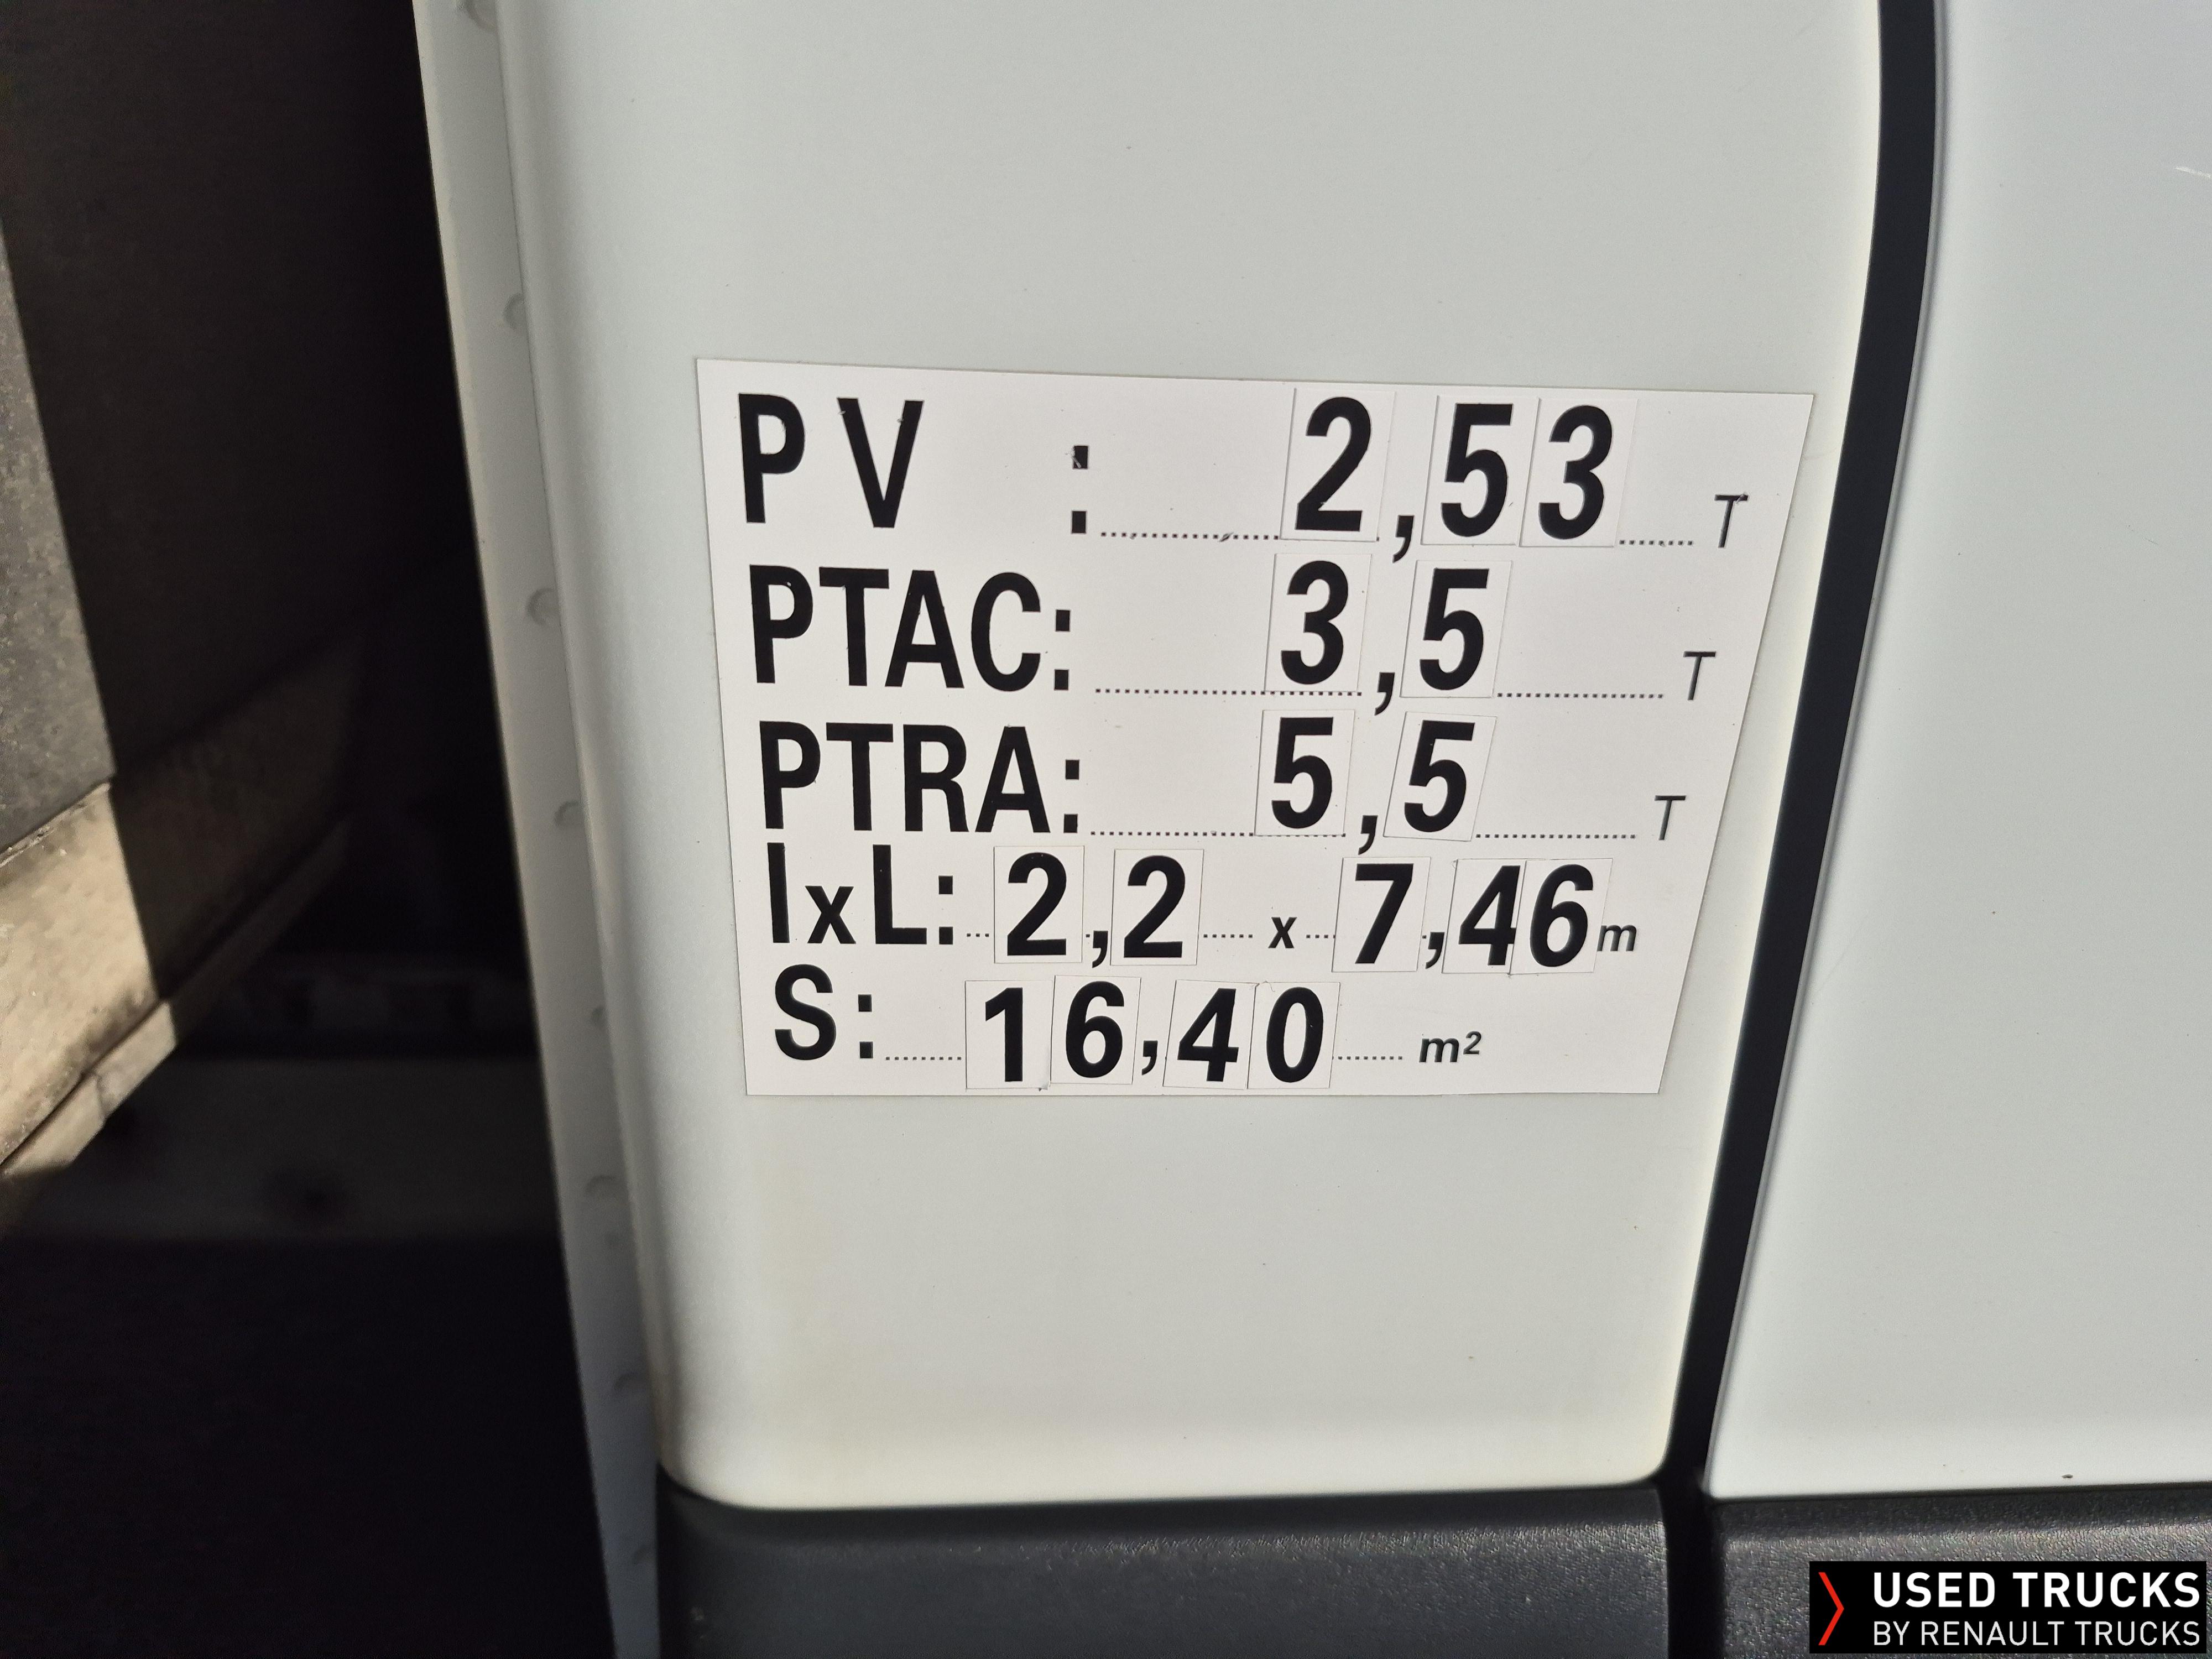 PV : 2,53 T
PTAC: 3,5 T
PTRA: 5,5 T
lxL: 2,2 x 7,46 m
S: 16,40 m²
USED TRUCKS
BY RENAULT TRUCKS